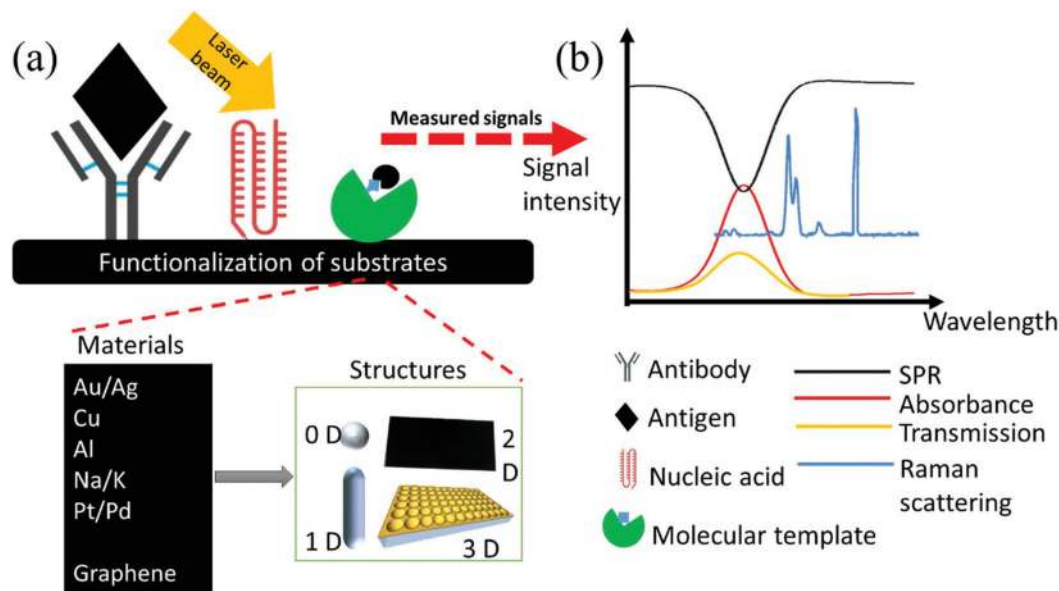 (a)
Laser
beam
Measured signals
Functionalization of substrates
Materials
Au/Ag
Cu
Al
Na/K
Pt/Pd
Graphene
Structures
0 D
2
D
1 D
3 D
(b)
Signal
intensity
Wavelength
Antibody
Antigen
Nucleic acid
Molecular template
SPR
Absorbance
Transmission
Raman
scattering